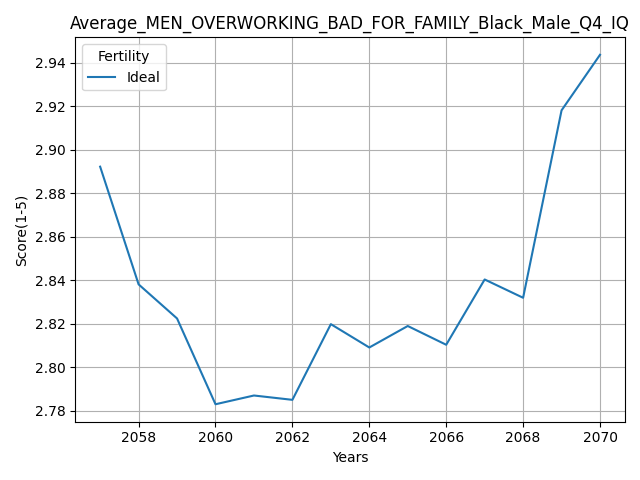 Average_MEN_OVERWORKING_BAD_FOR_FAMILY_Black_Male_Q4_IQ
Fertility
Ideal
Score(1-5)
2.94
2.92
2.90
2.88
2.86
2.84
2.82
2.80
2.78
2058 2060 2062 2064 2066 2068 2070
Years